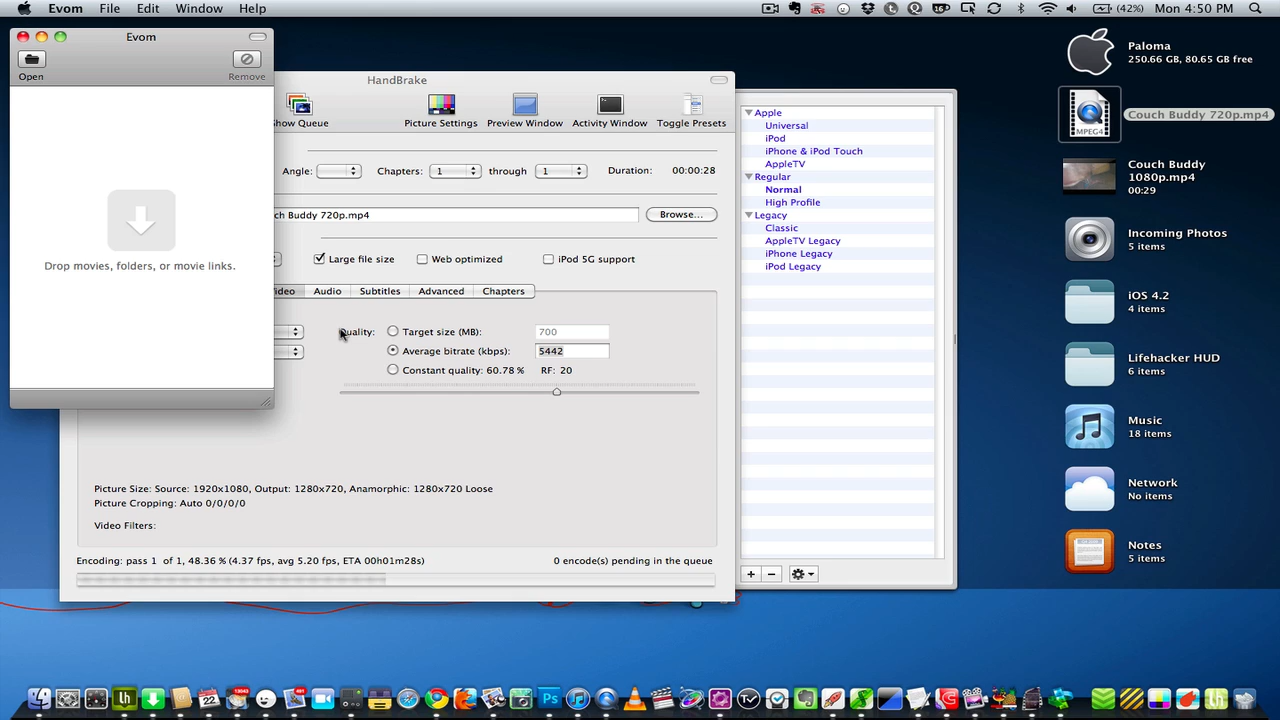 Evom File Edit Window Help
(42%) Mon 4:50 PM
Evom
Open
Remove
Drop movies, folders, or movie links.
HandBrake
how Queue
Picture Settings
Preview Window
Activity Window
Toggle Presets
Angle:
Chapters: 1 through 1
Duration: 00:00:28
ch Buddy 720p.mp4
Browse...
Large file size
Web optimized
iPod 5G support
ideo
Audio
Subtitles
Advanced
Chapters
Quality:
Target size (MB): 700
Average bitrate (kbps): 5442
Constant quality: 60.78 % RF: 20
Picture Size: Source: 1920x1080, Output: 1280x720, Anamorphic: 1280x720 Loose
Picture Cropping: Auto 0/0/0/0
Video Filters:
Encoding: pass 1 of 1, 48.36 % (4.37 fps, avg 5.20 fps, ETA 00h01m28s)
encode(s) pending in the queue
Apple
Universal
iPod
iPhone & iPod Touch
AppleTV
Regular
Normal
High Profile
Legacy
Classic
AppleTV Legacy
iPhone Legacy
iPod Legacy
Paloma
250.66 GB, 80.65 GB free
MPEG4
Couch Buddy 720p.mp4
Couch Buddy
1080p.mp4
00:29
Incoming Photos
5 items
iOS 4.2
4 items
Lifehacker HUD
6 items
Music
18 items
Network
No items
Notes
5 items